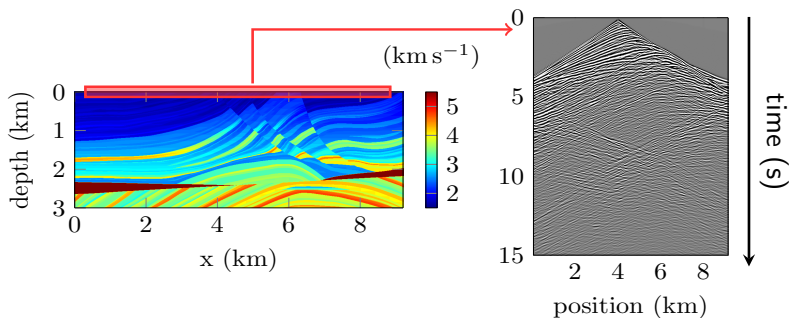 (km s−1)
0
1
2
3
depth (km)
0 2 4 6 8
x (km)
5
4
3
2
0
5
10
15
2 4 6 8
position (km)
time (s)